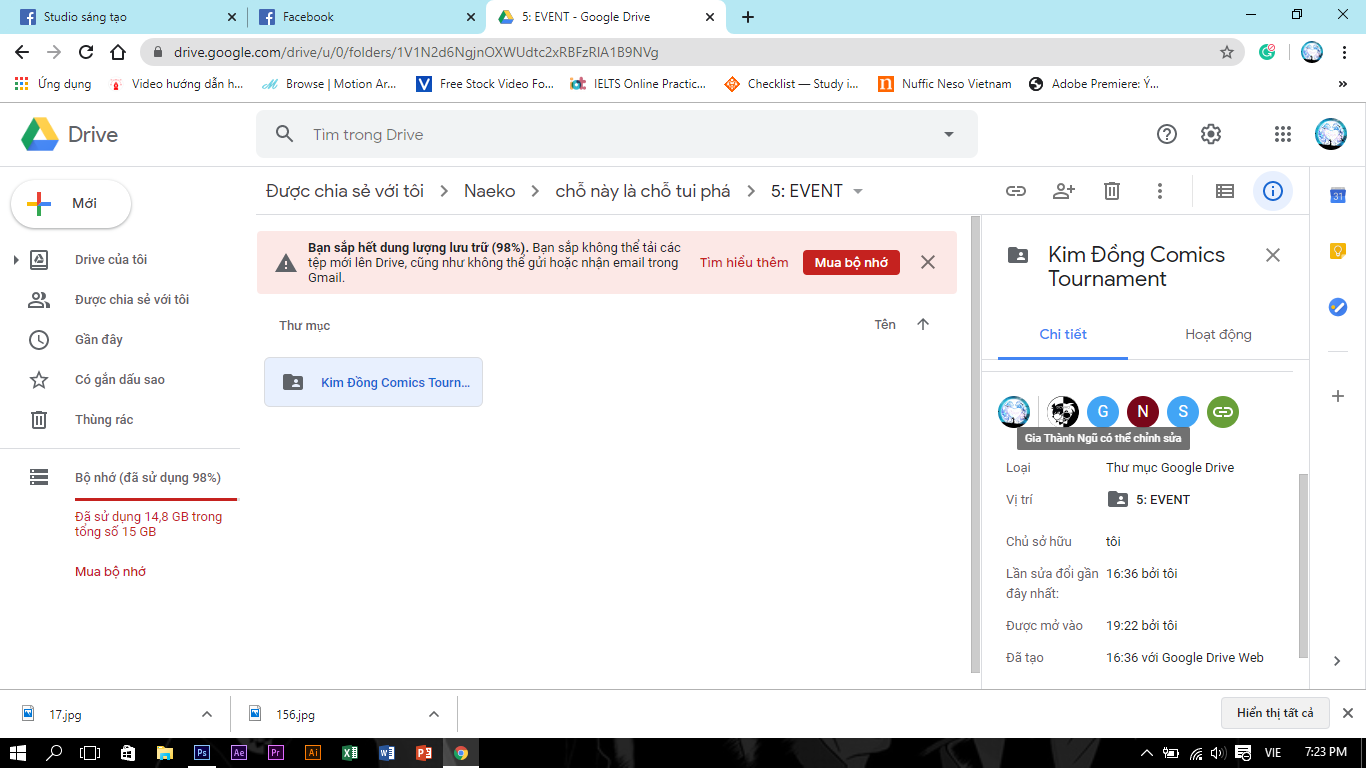 Studio sáng tạo
Facebook
5: EVENT - Google Drive
drive.google.com/drive/u/0/folders/1V1N2d6NgjnOXWUdtc2xRBFzRIA1B9NVg
Ứng dụng
Video hướng dẫn h...
Browse | Motion Ar...
Free Stock Video Fo...
IELTS Online Practic...
Checklist — Study i...
Nuffic Neso Vietnam
Adobe Premiere: Ý...
»
Drive
Tìm trong Drive
Mới
Được chia sẻ với tôi
Naeko
chỗ này là chỗ tui phá
5: EVENT
31
Drive của tôi
Được chia sẻ với tôi
Gần đây
Có gắn dấu sao
Thùng rác
Bộ nhớ (đã sử dụng 98%)
Đã sử dụng 14,8 GB trong
tổng số 15 GB
Mua bộ nhớ
Bạn sắp hết dung lượng lưu trữ (98%). Bạn sắp không thể tải các
tệp mới lên Drive, cũng như không thể gửi hoặc nhận email trong
Gmail.
Tìm hiểu thêm
Mua bộ nhớ
Thư mục
Tên
Kim Đồng Comics Tourn...
Kim Đồng Comics
Tournament
Chi tiết
Hoạt động
G
N
S
Gia Thành Ngũ có thể chỉnh sửa
Loại
Thư mục Google Drive
Vị trí
5: EVENT
Chủ sở hữu
tôi
Lần sửa đổi gần
đây nhất:
16:36 bởi tôi
Được mở vào
19:22 bởi tôi
Đã tạo
16:36 với Google Drive Web
17.jpg
156.jpg
Hiển thị tất cả
Ps
Ae
Pr
Ai
VIE
7:23 PM